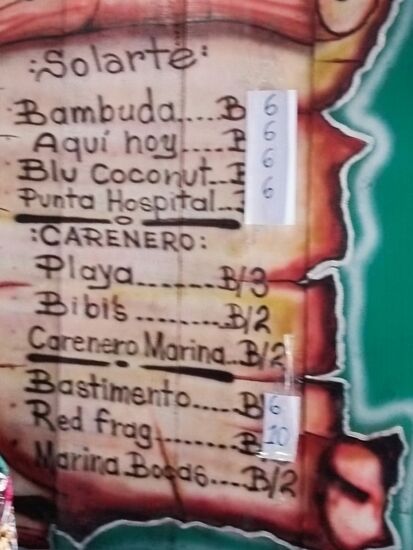 :Solarte:
Bambuda....B 6
Aquí hoy.....B 6
Blu Coconut...B 6
Punta Hospital... 6
:CARENERO:
Playa.......B/3
Bibi's.........B/2
Carenero Marina..B/2
Bastimento.....B/6
Red frag........B 10
Marina Bocas....B/2